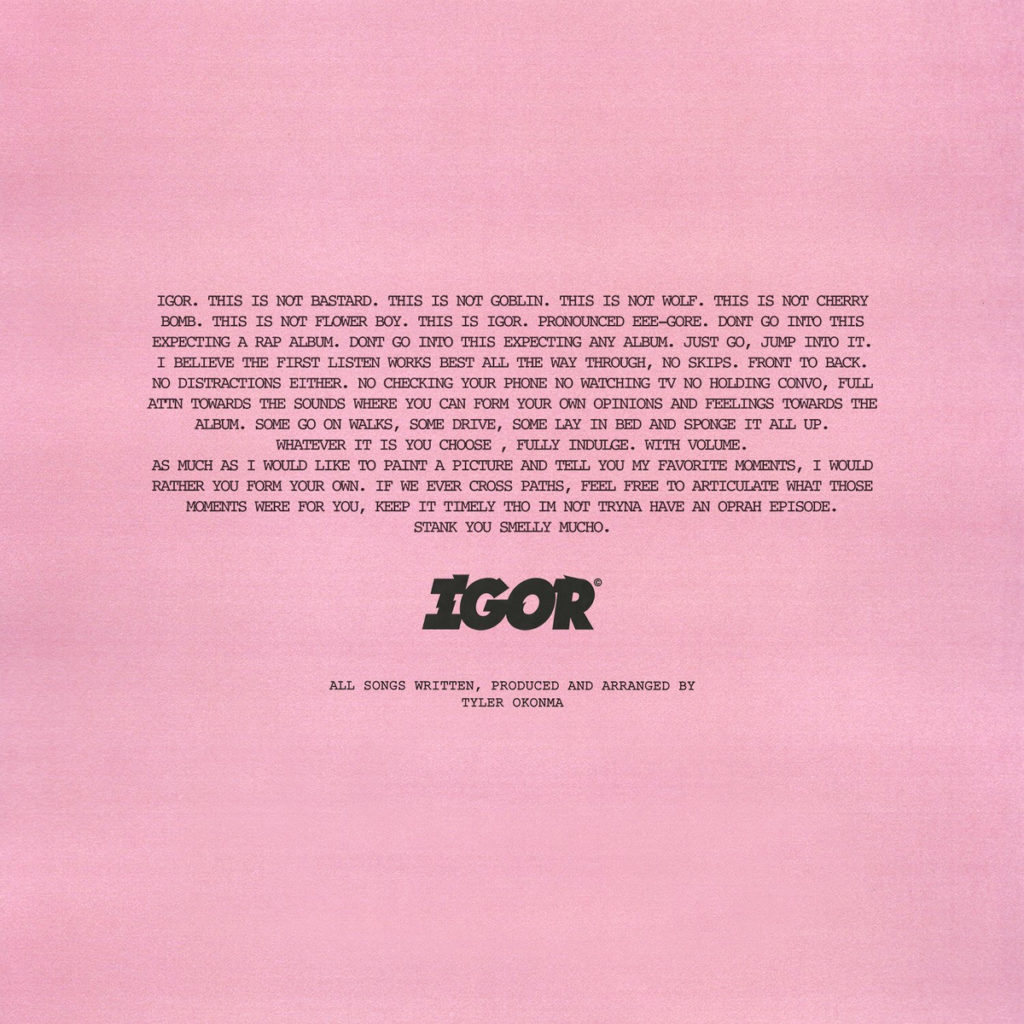 IGOR. THIS IS NOT BASTARD. THIS IS NOT GOBLIN. THIS IS NOT WOLF. THIS IS NOT CHERRY
BOMB. THIS IS NOT FLOWER BOY. THIS IS IGOR. PRONOUNCED EEE-GORE. DONT GO INTO THIS
EXPECTING A RAP ALBUM. DONT GO INTO THIS EXPECTING ANY ALBUM. JUST GO, JUMP INTO IT.
I BELIEVE THE FIRST LISTEN WORKS BEST ALL THE WAY THROUGH, NO SKIPS. FRONT TO BACK.
NO DISTRACTIONS EITHER. NO CHECKING YOUR PHONE NO WATCHING TV NO HOLDING CONVO, FULL
ATTN TOWARDS THE SOUNDS WHERE YOU CAN FORM YOUR OWN OPINIONS AND FEELINGS TOWARDS THE
ALBUM. SOME GO ON WALKS, SOME DRIVE, SOME LAY IN BED AND SPONGE IT ALL UP.
WHATEVER IT IS YOU CHOOSE , FULLY INDULGE. WITH VOLUME.
AS MUCH AS I WOULD LIKE TO PAINT A PICTURE AND TELL YOU MY FAVORITE MOMENTS, I WOULD
RATHER YOU FORM YOUR OWN. IF WE EVER CROSS PATHS, FEEL FREE TO ARTICULATE WHAT THOSE
MOMENTS WERE FOR YOU, KEEP IT TIMELY THO IM NOT TRYNA HAVE AN OPRAH EPISODE.
STANK YOU SMELLY MUCHO.
IGOR©
ALL SONGS WRITTEN, PRODUCED AND ARRANGED BY
TYLER OKONMA